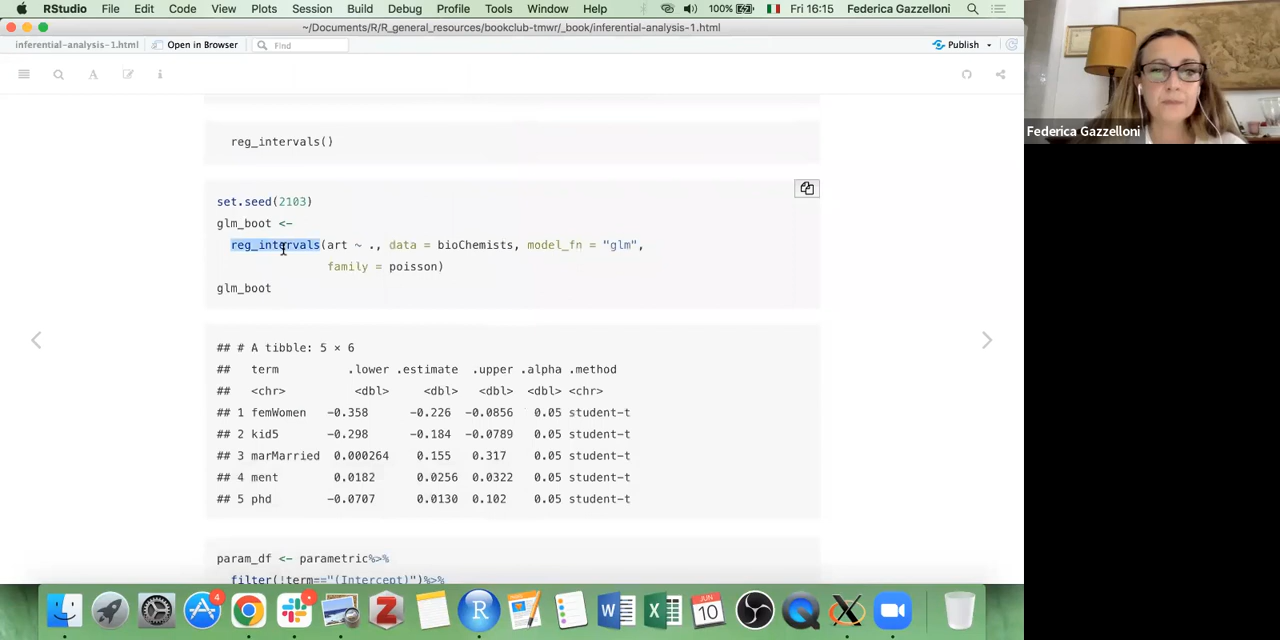 RStudio File Edit Code View Plots Session Build Debug Profile Tools Window Help 100% Fri 16:15 Federica Gazzelloni
~/Documents/R/R_general_resources/bookclub-tmwr/_book/inferential-analysis-1.html
inferential-analysis-1.html Open in Browser Find Publish
reg_intervals()
set.seed(2103)
glm_boot <-
reg_intervals(art ~ ., data = bioChemists, model_fn = "glm",
family = poisson)
glm_boot
## # A tibble: 5 × 6
## term .lower .estimate .upper .alpha .method
## <chr> <dbl> <dbl> <dbl> <dbl> <chr>
## 1 femWomen -0.358 -0.226 -0.0856 0.05 student-t
## 2 kid5 -0.298 -0.184 -0.0789 0.05 student-t
## 3 marMarried 0.000264 0.155 0.317 0.05 student-t
## 4 ment 0.0182 0.0256 0.0322 0.05 student-t
## 5 phd -0.0707 0.0130 0.102 0.05 student-t
param_df <- parametric%>%
filter(!term=="(Intercept)")%>%
Federica Gazzelloni
4
JUN
10